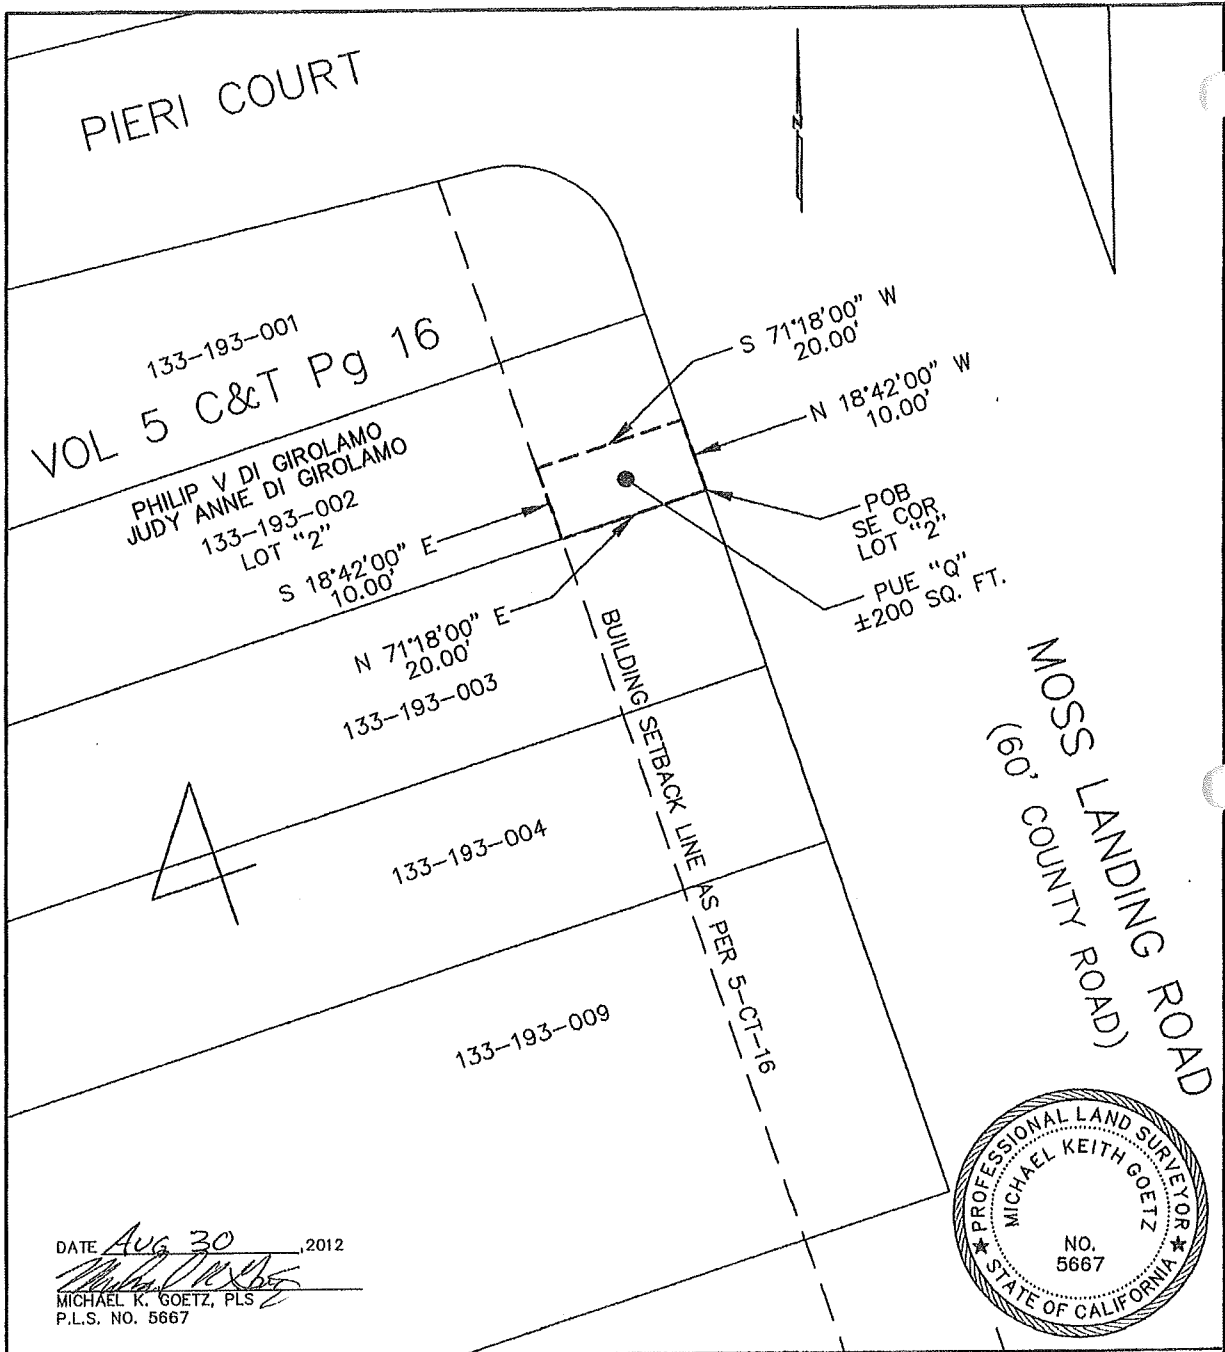 PIERI COURT
N
133-193-001
VOL 5 C&T Pg 16
PHILIP V DI GIROLAMO
JUDY ANNE DI GIROLAMO
133-193-002
LOT "2"
S 18°42'00" E
10.00'
N 71°18'00" E
20.00'
S 71°18'00" W
20.00'
N 18°42'00" W
10.00'
POB
SE COR
LOT "2"
PUE "Q"
±200 SQ. FT.
133-193-003
BUILDING SETBACK LINE AS PER 5-CT-16
MOSS LANDING ROAD
(60' COUNTY ROAD)
4
133-193-004
133-193-009
DATE Aug 30, 2012
MICHAEL K. GOETZ, PLS
P.L.S. NO. 5667
PROFESSIONAL LAND SURVEYOR
MICHAEL KEITH GOETZ
NO.
5667
STATE OF CALIFORNIA